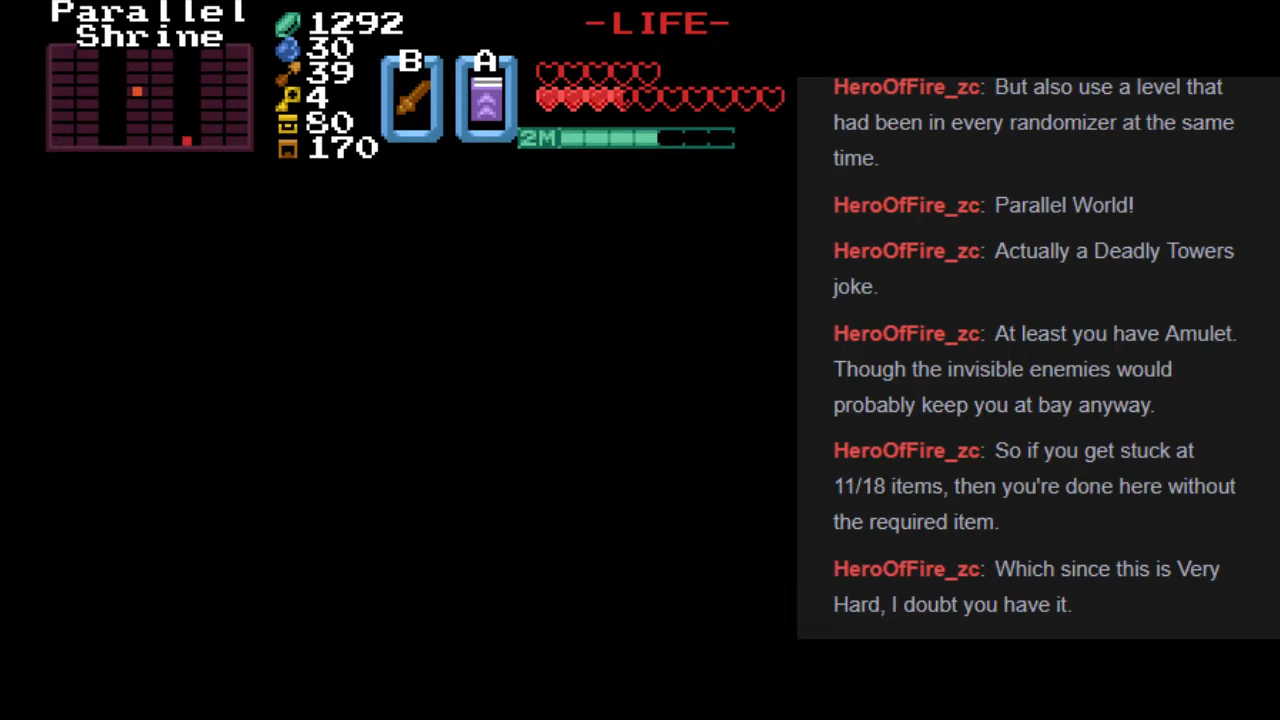 Parallel
Shrine
1292
30
39
4
80
170
B
A
-LIFE-
2M
HeroOfFire_zc: But also use a level that
had been in every randomizer at the same
time.
HeroOfFire_zc: Parallel World!
HeroOfFire_zc: Actually a Deadly Towers
joke.
HeroOfFire_zc: At least you have Amulet.
Though the invisible enemies would
probably keep you at bay anyway.
HeroOfFire_zc: So if you get stuck at
11/18 items, then you're done here without
the required item.
HeroOfFire_zc: Which since this is Very
Hard, I doubt you have it.